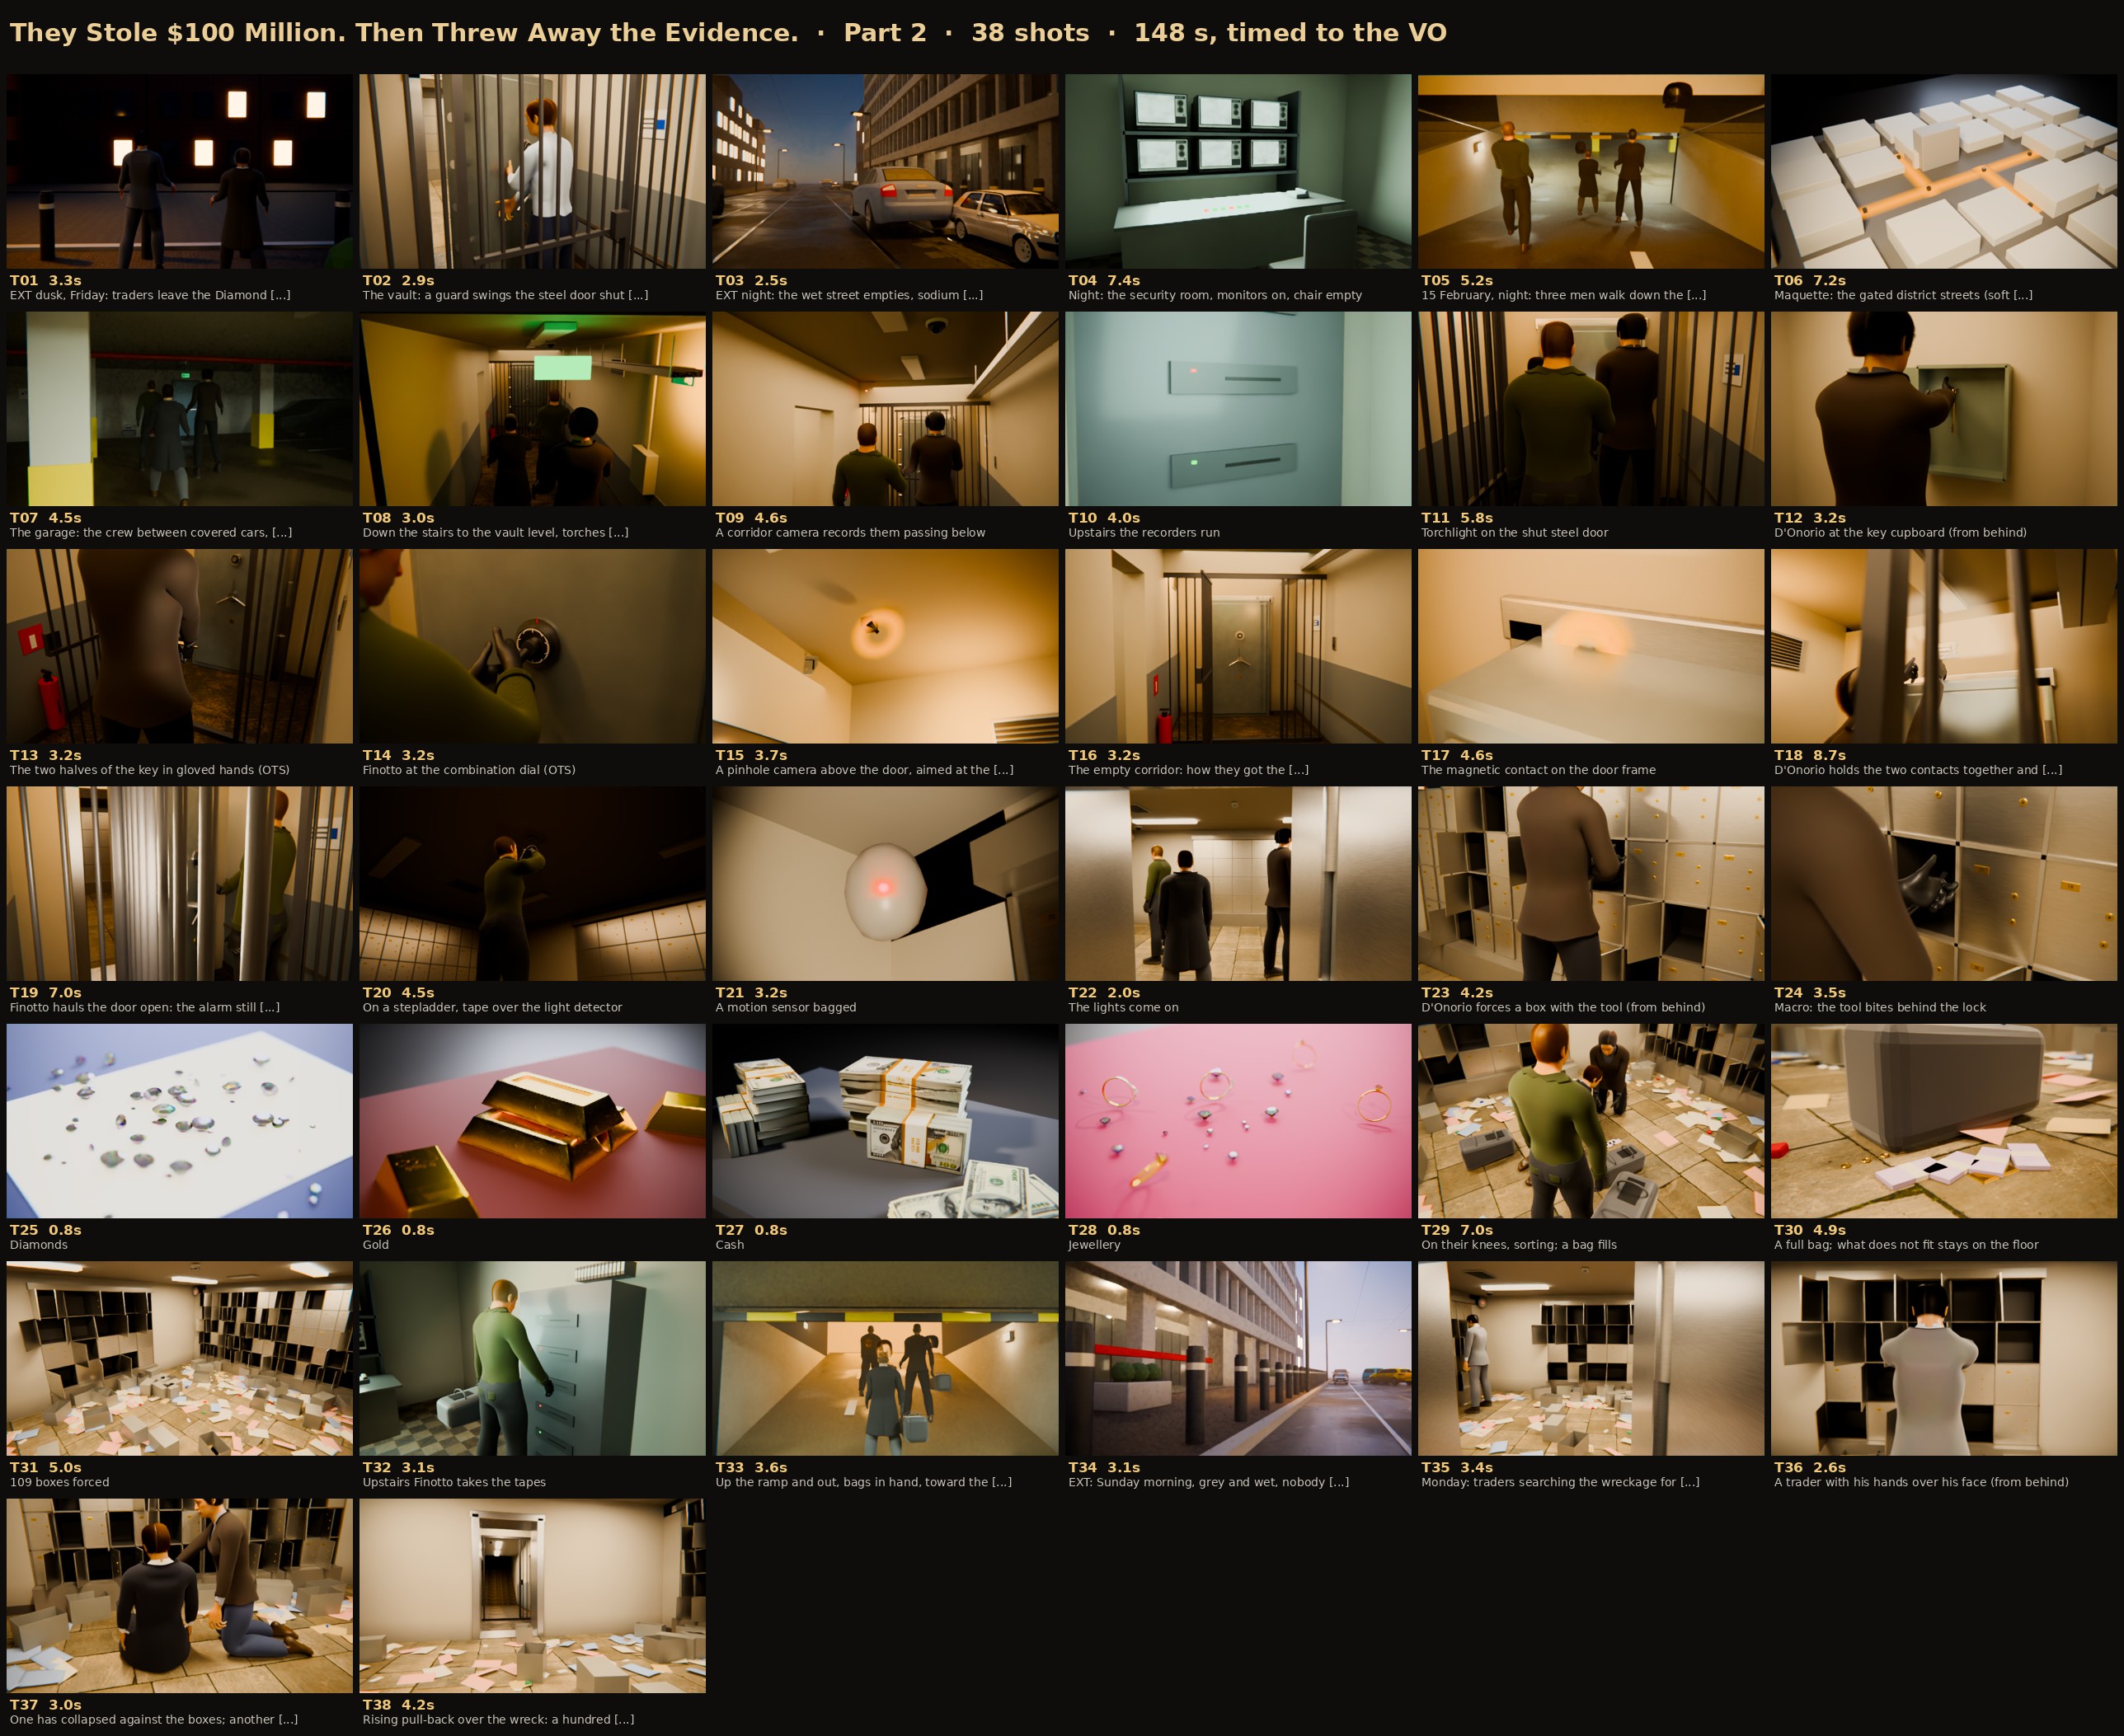 They Stole $100 Million. Then Threw Away the Evidence. · Part 2 · 38 shots · 148 s, timed to the VO
T01 3.3s
EXT dusk, Friday: traders leave the Diamond [...]
T02 2.9s
The vault: a guard swings the steel door shut [...]
T03 2.5s
EXT night: the wet street empties, sodium [...]
T04 7.4s
Night: the security room, monitors on, chair empty
T05 5.2s
15 February, night: three men walk down the [...]
T06 7.2s
Maquette: the gated district streets (soft [...]
T07 4.5s
The garage: the crew between covered cars, [...]
T08 3.0s
Down the stairs to the vault level, torches [...]
T09 4.6s
A corridor camera records them passing below
T10 4.0s
Upstairs the recorders run
T11 5.8s
Torchlight on the shut steel door
T12 3.2s
D'Onorio at the key cupboard (from behind)
T13 3.2s
The two halves of the key in gloved hands (OTS)
T14 3.2s
Finotto at the combination dial (OTS)
T15 3.7s
A pinhole camera above the door, aimed at the [...]
T16 3.2s
The empty corridor: how they got the [...]
T17 4.6s
The magnetic contact on the door frame
T18 8.7s
D'Onorio holds the two contacts together and [...]
T19 7.0s
Finotto hauls the door open: the alarm still [...]
T20 4.5s
On a stepladder, tape over the light detector
T21 3.2s
A motion sensor bagged
T22 2.0s
The lights come on
T23 4.2s
D'Onorio forces a box with the tool (from behind)
T24 3.5s
Macro: the tool bites behind the lock
T25 0.8s
Diamonds
T26 0.8s
Gold
T27 0.8s
Cash
T28 0.8s
Jewellery
T29 7.0s
On their knees, sorting; a bag fills
T30 4.9s
A full bag; what does not fit stays on the floor
T31 5.0s
109 boxes forced
T32 3.1s
Upstairs Finotto takes the tapes
T33 3.6s
Up the ramp and out, bags in hand, toward the [...]
T34 3.1s
EXT: Sunday morning, grey and wet, nobody [...]
T35 3.4s
Monday: traders searching the wreckage for [...]
T36 2.6s
A trader with his hands over his face (from behind)
T37 3.0s
One has collapsed against the boxes; another [...]
T38 4.2s
Rising pull-back over the wreck: a hundred [...]